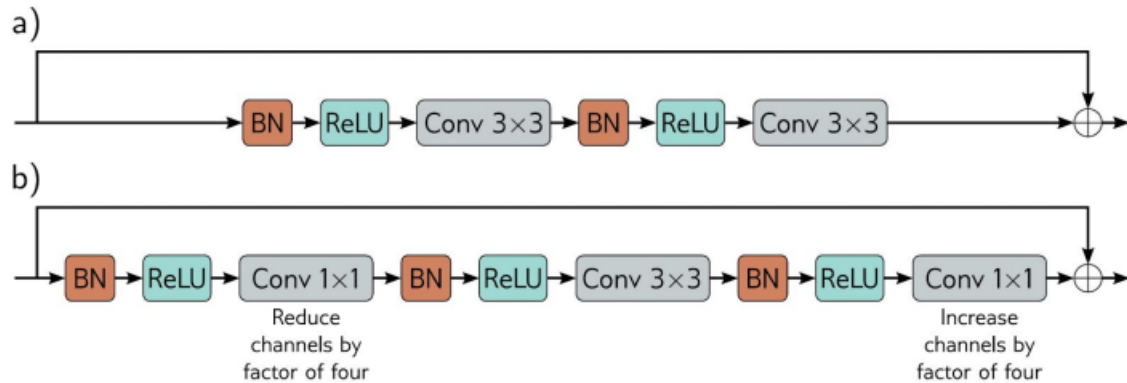 a)
BN ReLU Conv 3×3 BN ReLU Conv 3×3
b)
BN ReLU Conv 1×1 BN ReLU Conv 3×3 BN ReLU Conv 1×1
Reduce
channels by
factor of four
Increase
channels by
factor of four